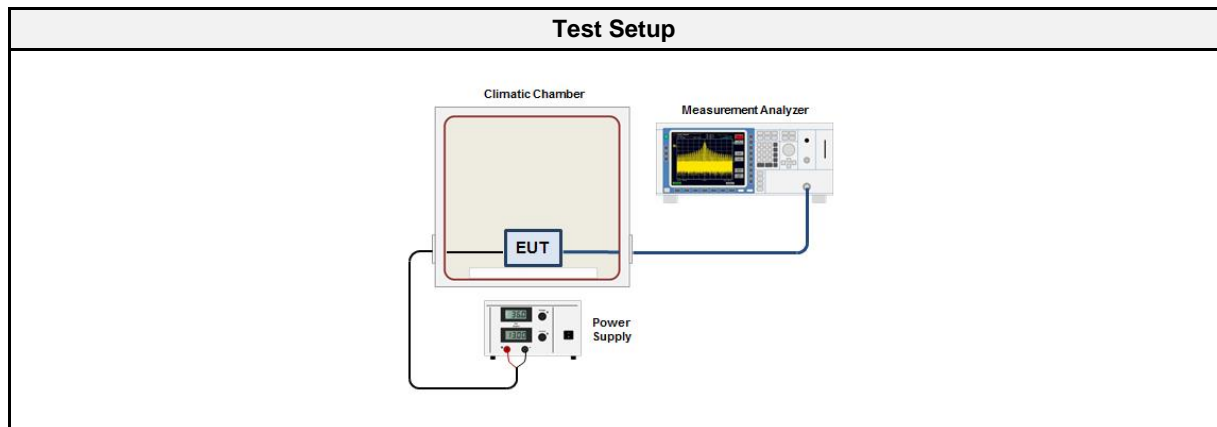 Test Setup
Climatic Chamber
Measurement Analyzer
EUT
Power
Supply